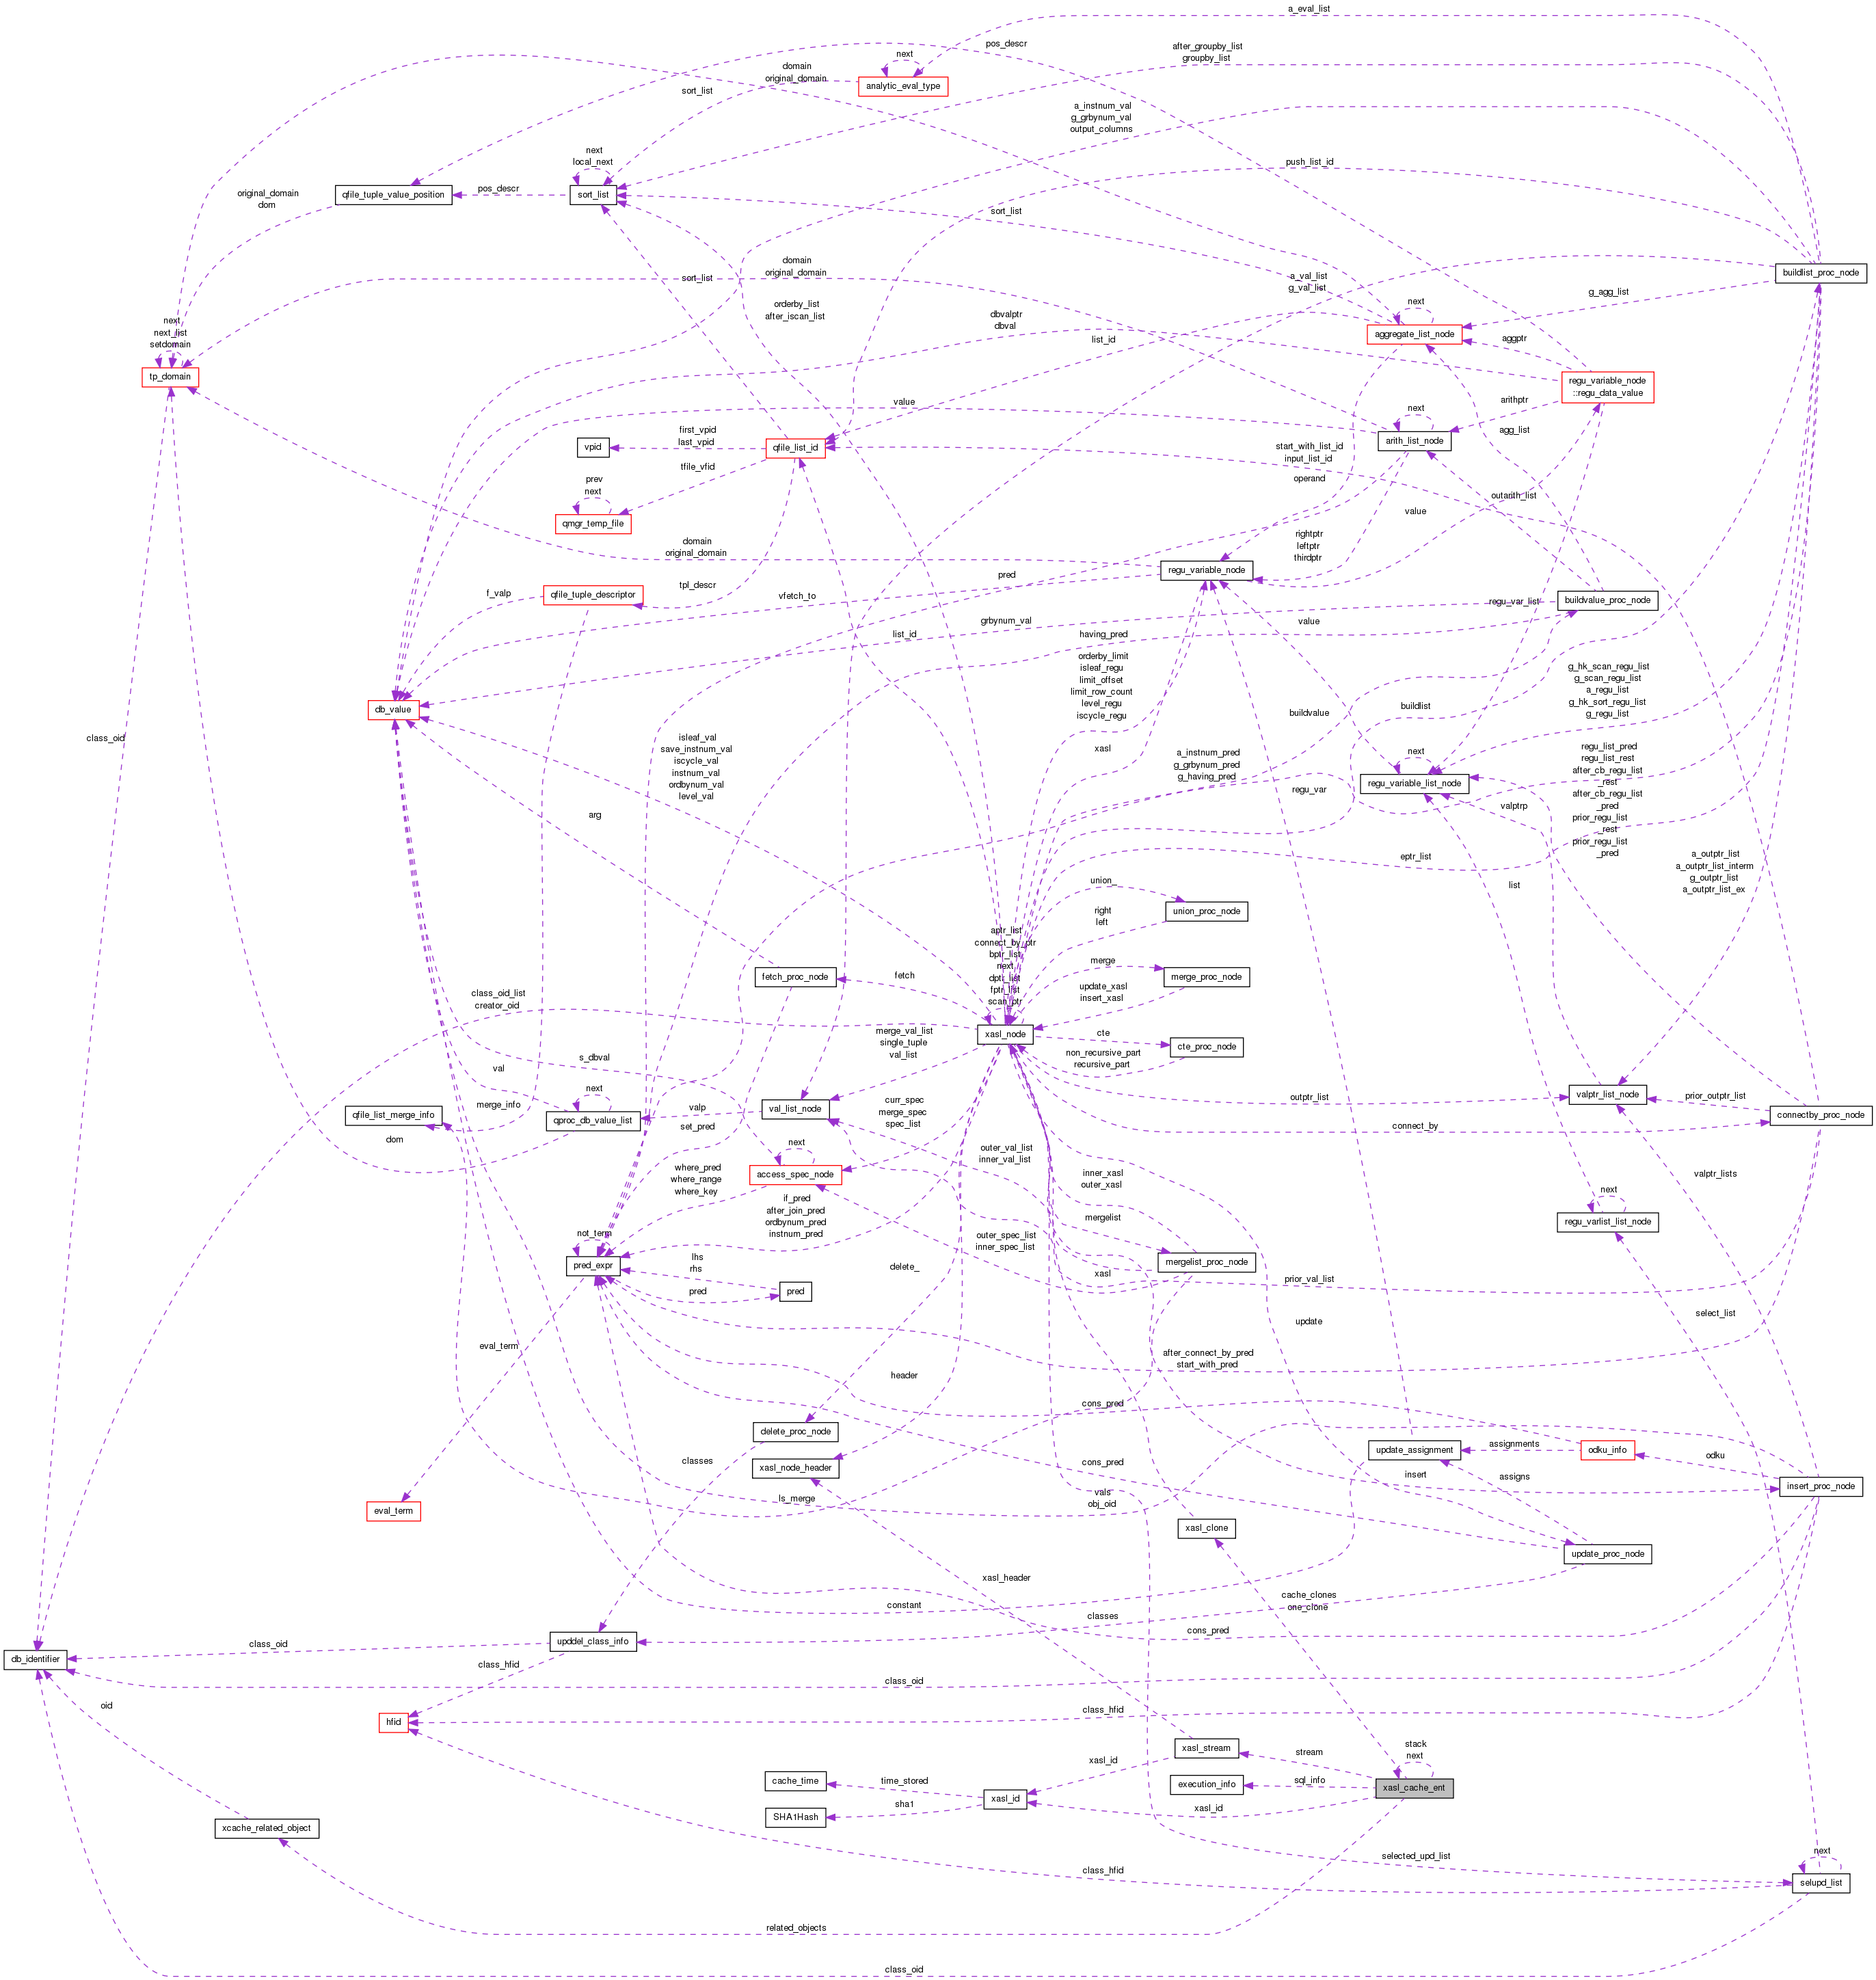 a_eval_list
pos_descr
after_groupby_list
groupby_list
next
domain
original_domain
analytic_eval_type
sort_list
a_instnum_val
g_grbynum_val
output_columns
next
local_next
push_list_id
original_domain
dom
qfile_tuple_value_position
pos_descr
sort_list
sort_list
domain
original_domain
sort_list
a_val_list
g_val_list
buildlist_proc_node
g_agg_list
orderby_list
after_iscan_list
dbvalptr
dbval
next
next
next_list
setdomain
list_id
aggregate_list_node
aggptr
tp_domain
regu_variable_node
::regu_data_value
value
arithptr
next
first_vpid
last_vpid
agg_list
vpid
qfile_list_id
arith_list_node
start_with_list_id
input_list_id
tfile_vfid
operand
prev
next
outarith_list
qmgr_temp_file
value
rightptr
leftptr
thirdptr
domain
original_domain
regu_variable_node
pred
tpl_descr
f_valp
qfile_tuple_descriptor
vfetch_to
regu_var_list
buildvalue_proc_node
grbynum_val
value
list_id
having_pred
orderby_limit
isleaf_regu
limit_offset
limit_row_count
level_regu
iscycle_regu
g_hk_scan_regu_list
g_scan_regu_list
a_regu_list
g_hk_sort_regu_list
g_regu_list
db_value
buildvalue
buildlist
class_oid
isleaf_val
save_instnum_val
iscycle_val
instnum_val
ordbynum_val
level_val
xasl
a_instnum_pred
g_grbynum_pred
g_having_pred
next
regu_list_pred
regu_list_rest
after_cb_regu_list
_rest
after_cb_regu_list
_pred
prior_regu_list
_rest
prior_regu_list
_pred
regu_variable_list_node
regu_var
valptrp
arg
eptr_list
a_outptr_list
a_outptr_list_interm
g_outptr_list
a_outptr_list_ex
union_
list
right
left
union_proc_node
aptr_list
connect_by_ptr
bptr_list
next
dptr_list
fptr_list
scan_ptr
merge
fetch_proc_node
fetch
merge_proc_node
class_oid_list
creator_oid
update_xasl
insert_xasl
xasl_node
merge_val_list
single_tuple
val_list
cte
cte_proc_node
s_dbval
val
non_recursive_part
recursive_part
next
merge_info
valp
val_list_node
curr_spec
merge_spec
spec_list
outptr_list
valptr_list_node
prior_outptr_list
connectby_proc_node
qfile_list_merge_info
qproc_db_value_list
set_pred
connect_by
dom
next
outer_val_list
inner_val_list
where_pred
where_range
where_key
access_spec_node
inner_xasl
outer_xasl
valptr_lists
next
if_pred
after_join_pred
ordbynum_pred
instnum_pred
mergelist
regu_varlist_list_node
not_term
outer_spec_list
inner_spec_list
lhs
rhs
pred_expr
delete_
xasl
mergelist_proc_node
prior_val_list
pred
pred
select_list
update
eval_term
after_connect_by_pred
start_with_pred
header
cons_pred
delete_proc_node
update_assignment
assignments
odku_info
classes
cons_pred
odku
xasl_node_header
assigns
insert
insert_proc_node
ls_merge
vals
obj_oid
eval_term
xasl_clone
update_proc_node
xasl_header
constant
cache_clones
one_clone
classes
cons_pred
class_oid
upddel_class_info
db_identifier
class_hfid
class_oid
oid
hfid
class_hfid
xasl_stream
stack
next
stream
xasl_id
cache_time
time_stored
execution_info
sql_info
xasl_cache_ent
xasl_id
sha1
xasl_id
SHA1Hash
xcache_related_object
selected_upd_list
next
class_hfid
selupd_list
related_objects
class_oid